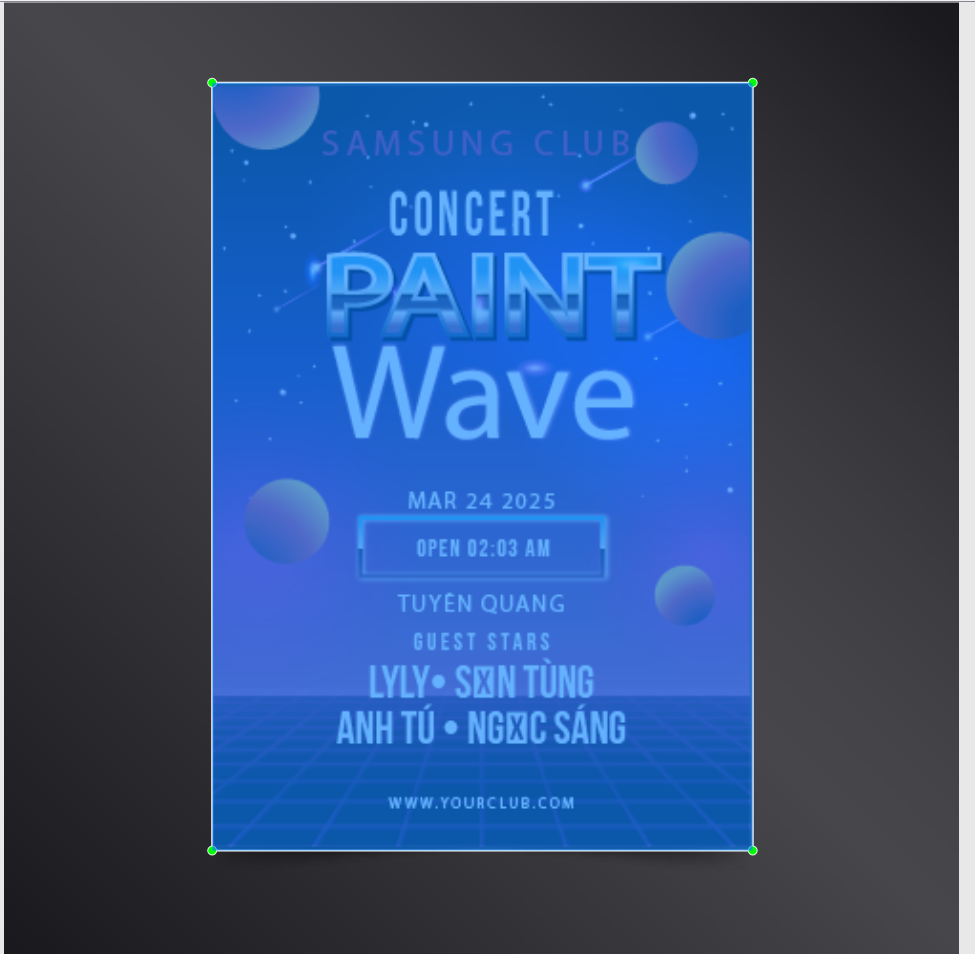 SAMSUNG CLUB
CONCERT
PAINT
Wave
MAR 24 2025
OPEN 02:03 AM
TUYÊN QUANG
GUEST STARS
LYLY• S☒N TÙNG
ANH TÚ • NG☒C SÁNG
WWW.YOURCLUB.COM